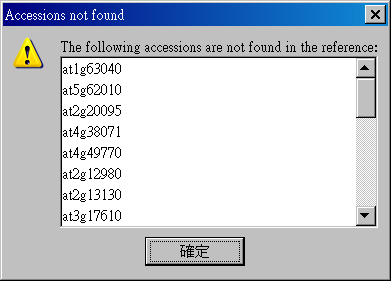 Accessions not found
The following accessions are not found in the reference:
at1g63040
at5g62010
at2g20095
at4g38071
at4g49770
at2g12980
at2g13130
at3g17610
確定